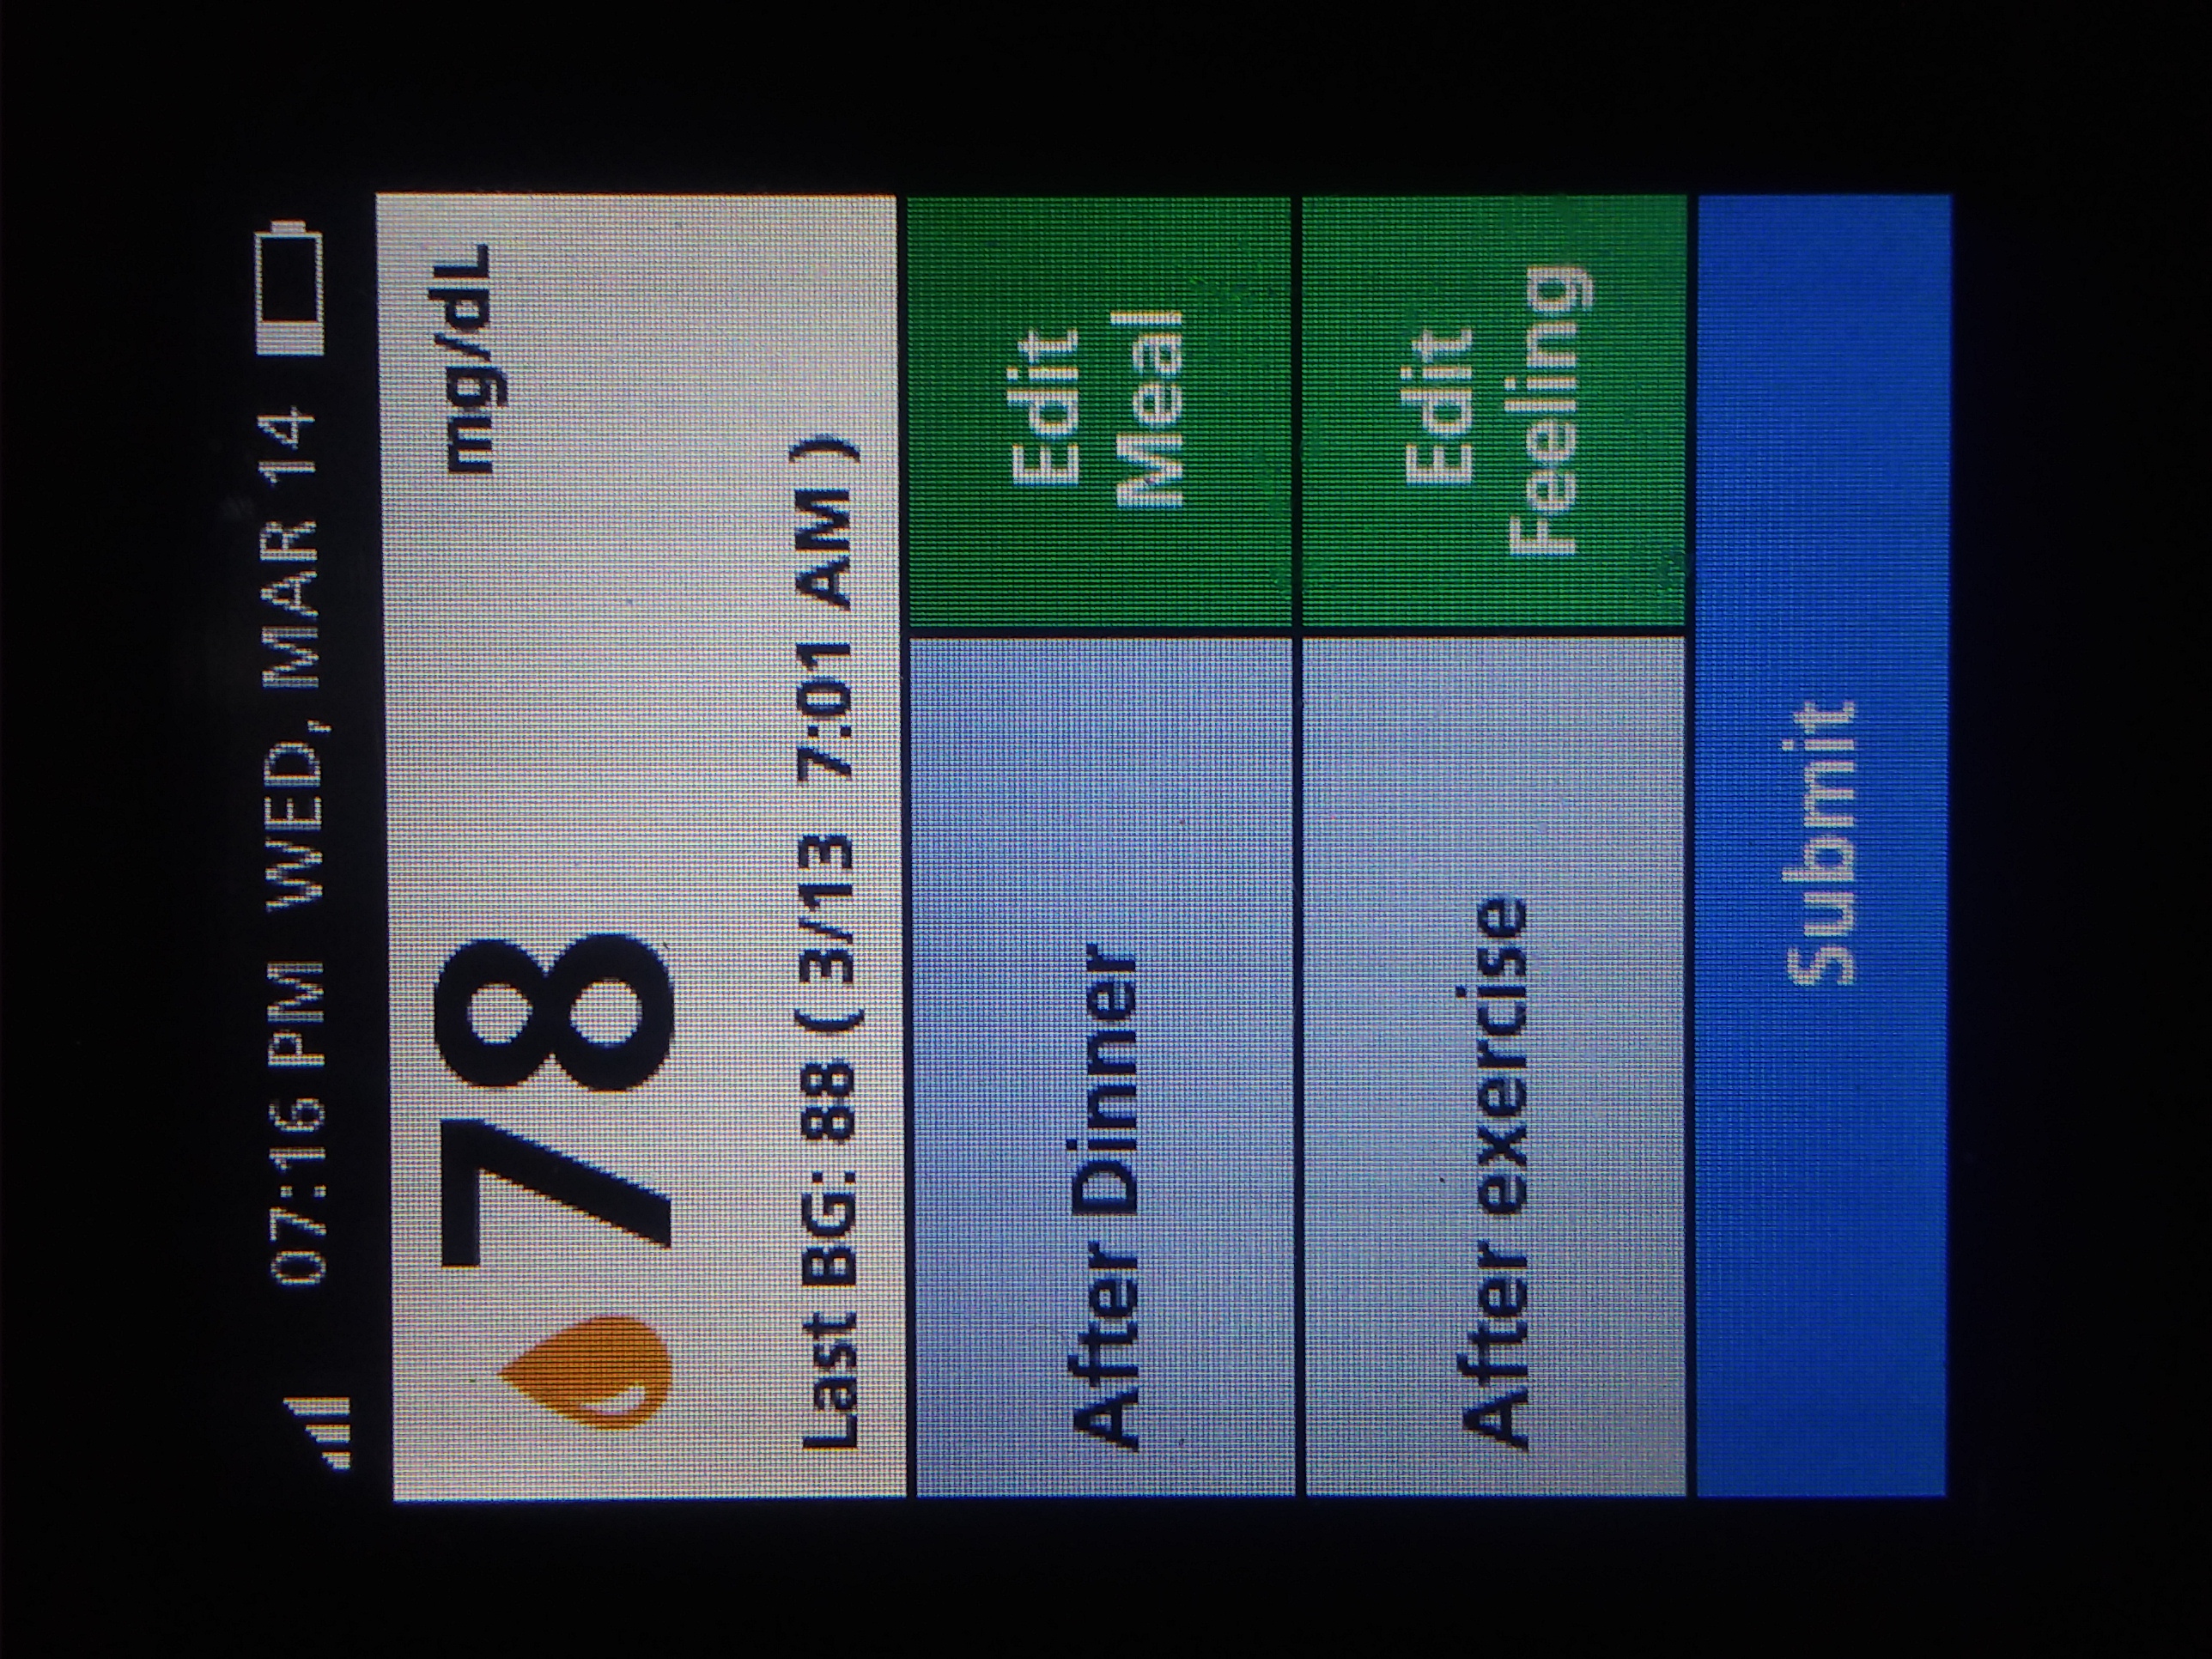 07:16 PM WED, MAR 14
78 mg/dL
Last BG: 88 ( 3/13 7:01 AM )
After Dinner
Edit
Meal
After exercise
Edit
Feeling
Submit